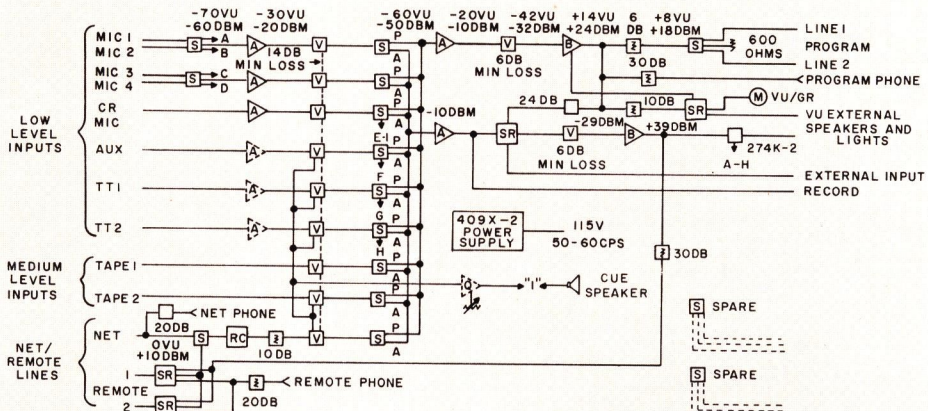 -70VU -30VU -60VU -20VU -42VU +14VU 6 +8VU
-60DBM -20DBM -50DBM -10DBM -32DBM +24DBM DB +18DBM
MIC 1
MIC 2
S
A
B
A
V
14DB
MIN LOSS
S
P
A
A
V
6DB
MIN LOSS
B
S
600
OHMS
LINE 1
PROGRAM
LINE 2
30DB
PROGRAM PHONE
MIC 3
MIC 4
S
C
D
A
V
S
P
A
24DB
10DB
SR
M VU/GR
VU EXTERNAL
CR
MIC
A
V
S
P
A
E-I
-10DBM
A
SR
V
-29DBM
6DB
MIN LOSS
B
+39DBM
274K-2
A-H
SPEAKERS AND
LIGHTS
EXTERNAL INPUT
RECORD
LOW
LEVEL
INPUTS
AUX
A
V
S
P
A
F
TT1
A
V
S
P
A
G
TT2
A
V
S
P
A
H
409X-2
POWER
SUPPLY
115V
50-60CPS
30DB
MEDIUM
LEVEL
INPUTS
TAPE 1
V
S
P
A
TAPE 2
V
S
P
A
"I"
CUE
SPEAKER
S SPARE
NET/
REMOTE
LINES
NET PHONE
20DB
NET
0VU
+10DBM
S
RC
10DB
V
S
P
A
1
REMOTE
2
SR
SR
REMOTE PHONE
20DB
S SPARE